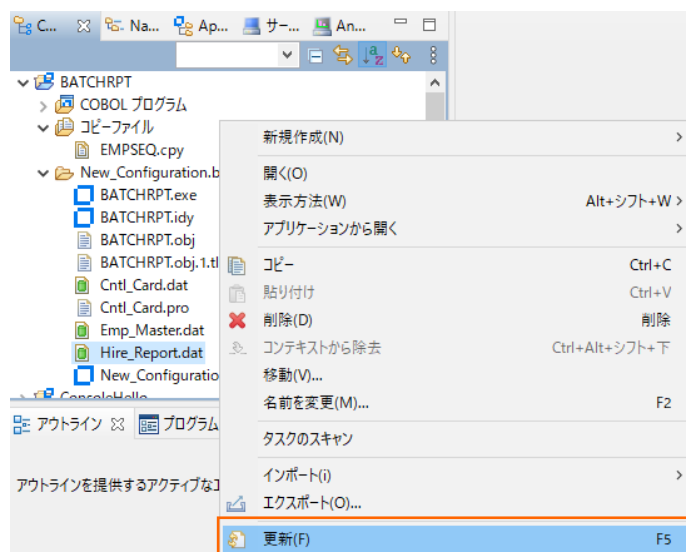 C... Na... Ap... サー... An...
BATCHRPT
COBOL プログラム
コピーファイル
EMPSEQ.cpy
New_Configuration.b
BATCHRPT.exe
BATCHRPT.idy
BATCHRPT.obj
BATCHRPT.obj.1.tl
Cntl_Card.dat
Cntl_Card.pro
Emp_Master.dat
Hire_Report.dat
New_Configuratio
ConsoleHello
アウトライン プログラム
アウトラインを提供するアクティブなエ
新規作成(N)
開く(O)
表示方法(W) Alt+シフト+W
アプリケーションから開く
コピー Ctrl+C
貼り付け Ctrl+V
削除(D) 削除
コンテキストから除去 Ctrl+Alt+シフト+下
移動(V)...
名前を変更(M)... F2
タスクのスキャン
インポート(i)
エクスポート(O)...
更新(F) F5